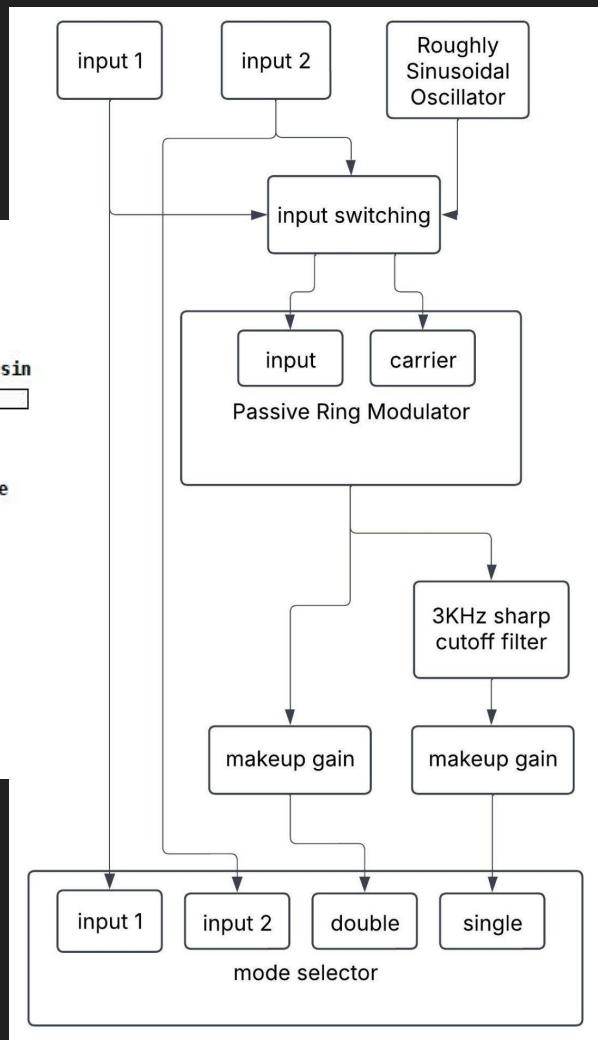 input 1
input 2
Roughly
Sinusoidal
Oscillator
input switching
sin
input
carrier
Passive Ring Modulator
e
3KHz sharp
cutoff filter
makeup gain
makeup gain
input 1
input 2
double
single
mode selector